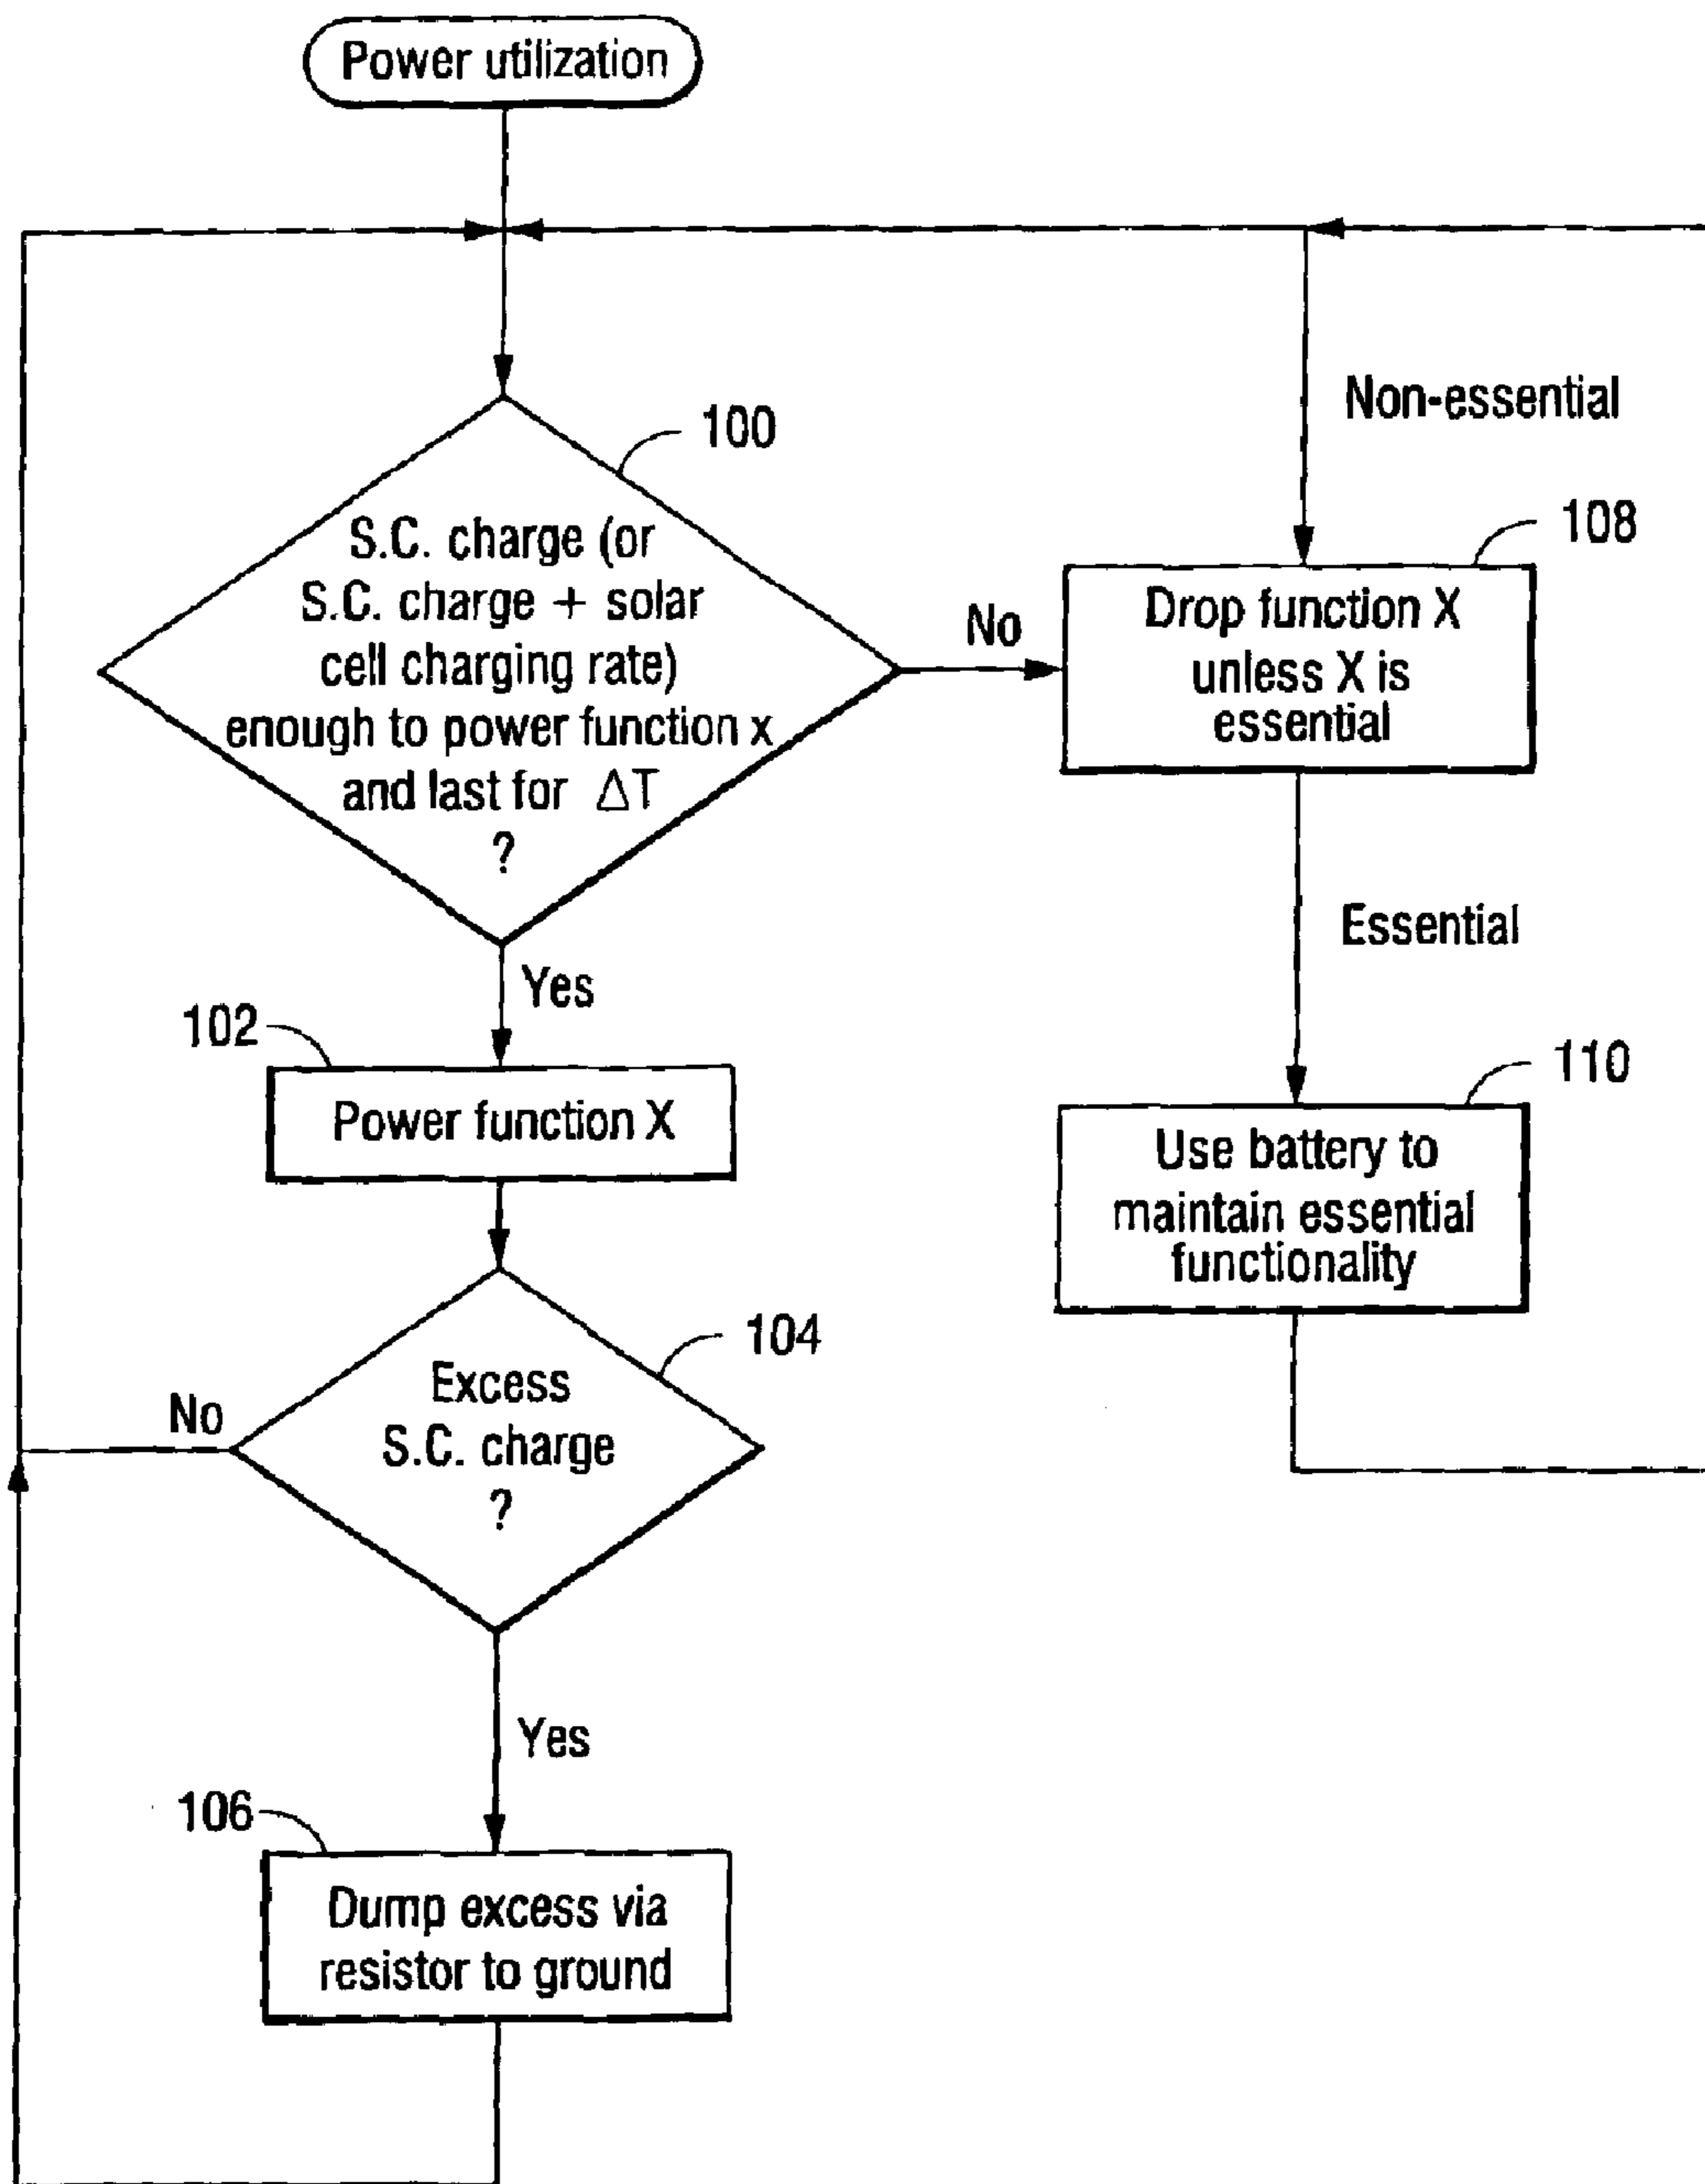 Power utilization
100
S.C. charge (or
S.C. charge + solar
cell charging rate)
enough to power function x
and last for ΔT
?
No
Yes
102
Power function X
104
Excess
S.C. charge
?
No
Yes
106
Dump excess via
resistor to ground
Non-essential
108
Drop function X
unless X is
essential
Essential
110
Use battery to
maintain essential
functionality